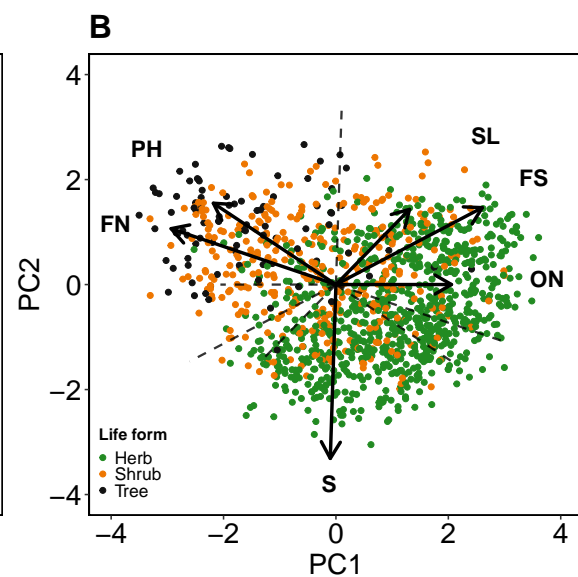 B
4
2
0
−2
−4
PC2
PH
FN
SL
FS
ON
S
Life form
Herb
Shrub
Tree
−4 −2 0 2 4
PC1